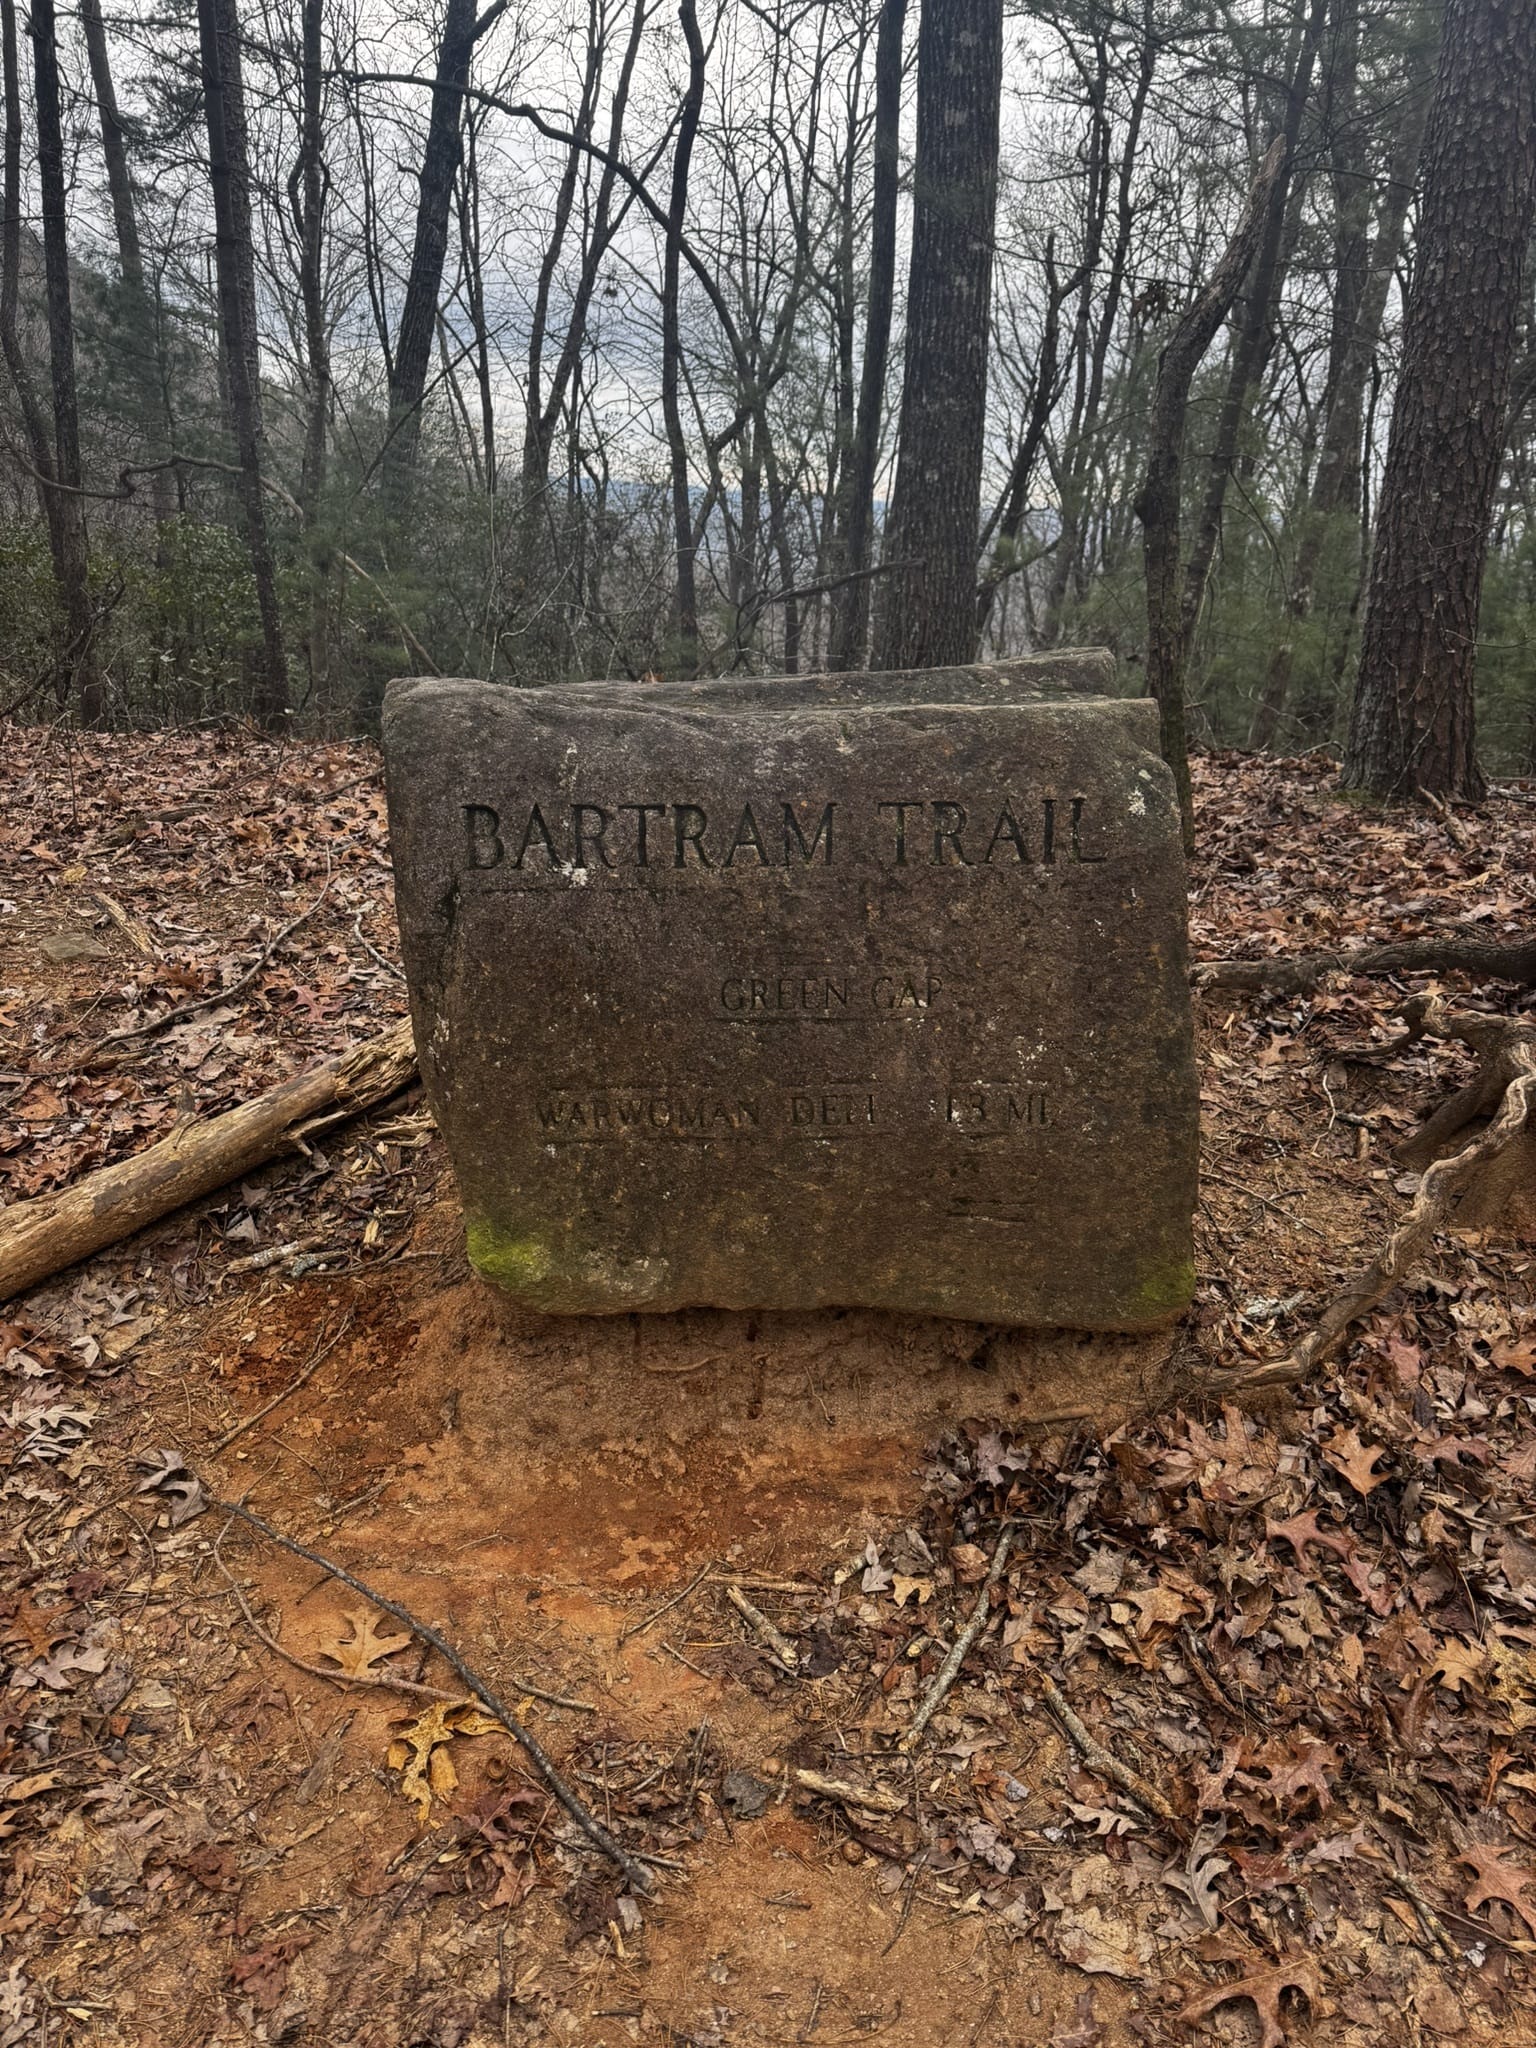 BARTRAM TRAIL
GREEN GAP
WARWOMAN DELL MI.